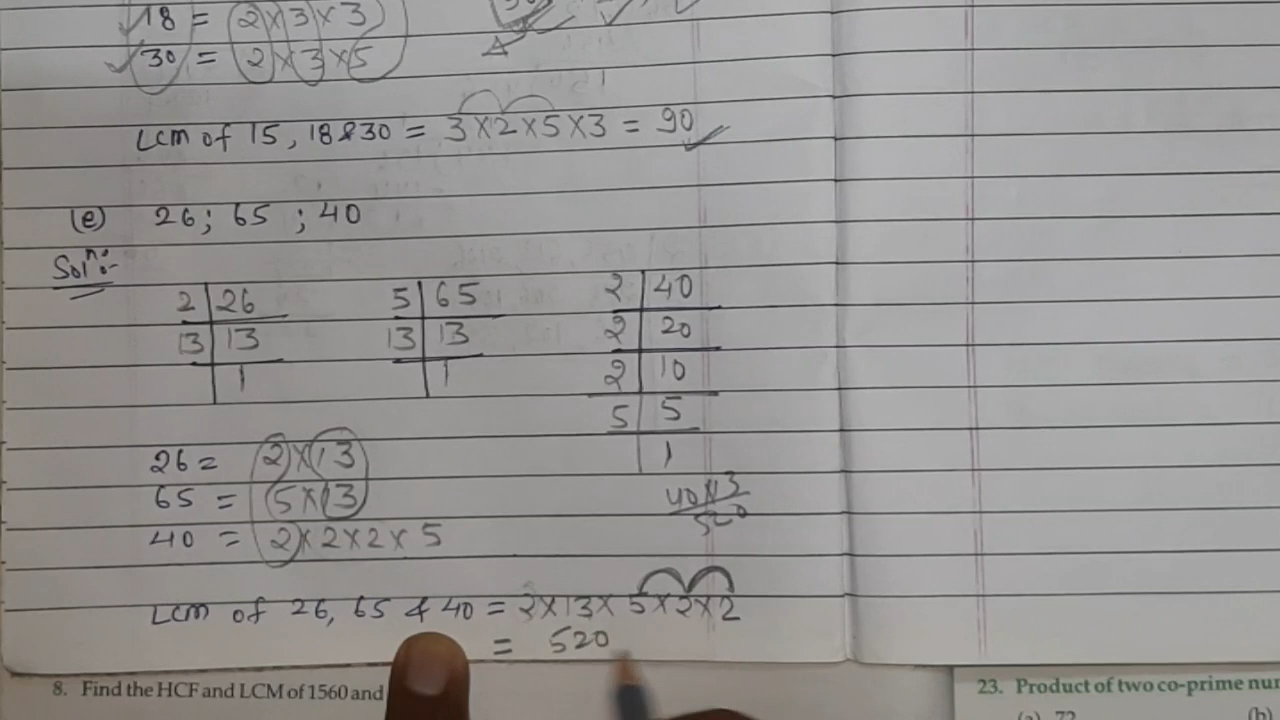 18 = 2×3×3
30 = 2×3×5
LCM of 15, 18 & 30 = 3×2×5×3 = 90
(e) 26; 65 ; 40
Solⁿ:-
2 26 5 65 2 40
13 13 13 13 2 20
1 1 2 10
5 5
1
26 = 2×13
65 = 5×13
40 = 2×2×2×5
40×13
520
LCM of 26, 65 & 40 = 2×13×5×2×2
= 520
8. Find the HCF and LCM of 1560 and
23. Product of two co-prime nu
(a) 72 (b)